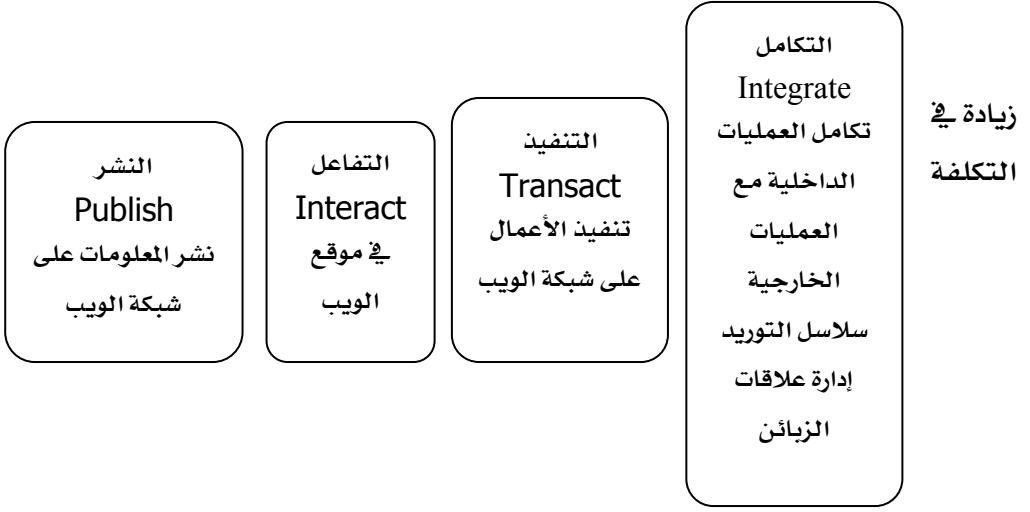 زيادة في
التكلفة
التكامل
Integrate
تكامل العمليات
الداخلية مع
العمليات
الخارجية
سلاسل التوريد
إدارة علاقات
الزبائن
التنفيذ
Transact
تنفيذ الأعمال
على شبكة الويب
التفاعل
Interact
في موقع
الويب
النشر
Publish
نشر المعلومات على
شبكة الويب